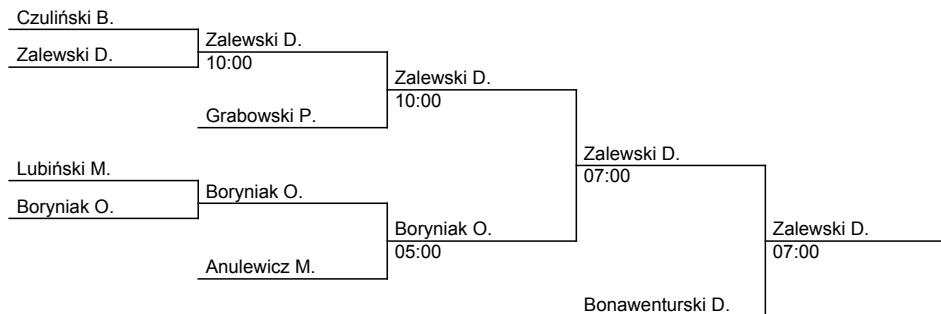 Czuliński B.
Zalewski D.
Zalewski D.
10:00
Zalewski D.
10:00
Grabowski P.
Zalewski D.
07:00
Lubiński M.
Boryniak O.
Boryniak O.
Boryniak O.
05:00
Zalewski D.
07:00
Anulewicz M.
Bonawenturski D.